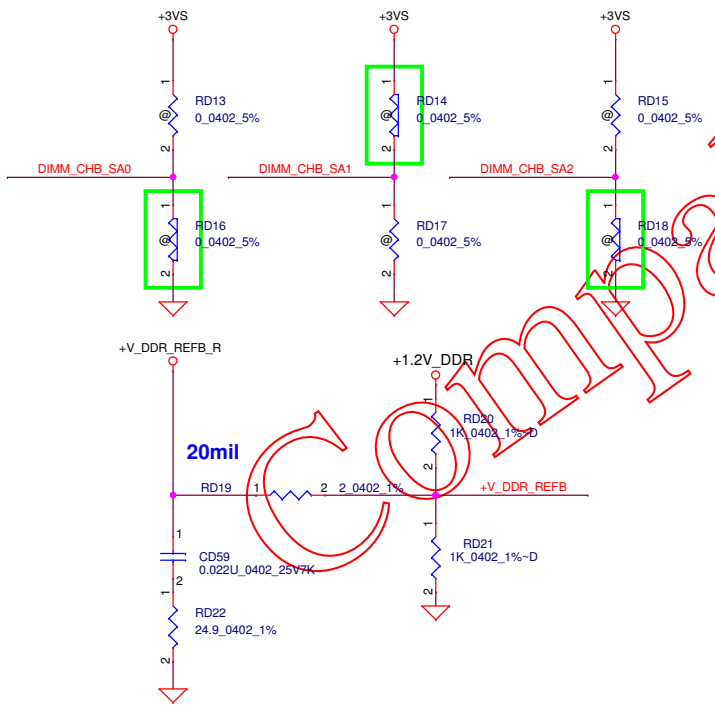 +3VS +3VS +3VS
1 1 1
RD13 RD14 RD15
@ @ @
0_0402_5% 0_0402_5% 0_0402_5%
2 2 2
DIMM_CHB_SA0 DIMM_CHB_SA1 DIMM_CHB_SA2
1 1 1
RD16 RD17 RD18
@ @ @
0_0402_5% 0_0402_5% 0_0402_5%
2 2 2
+V_DDR_REFB_R
+1.2V_DDR
1
RD20
1K_0402_1%~D
2
20mil
RD19 1 2 2_0402_1% +V_DDR_REFB
1 1
RD21
CD59 1K_0402_1%~D
0.022U_0402_25V7K
2 2
1
RD22
24.9_0402_1%
2
Compa